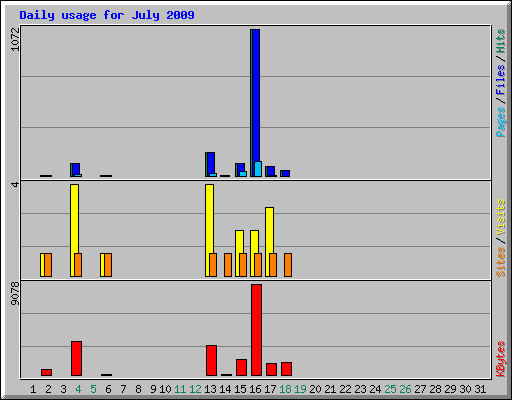 Daily usage for July 2009
1072
Pages / Files / Hits
4
Sites / Visits
9078
KBytes
1 2 3 4 5 6 7 8 9 10 11 12 13 14 15 16 17 18 19 20 21 22 23 24 25 26 27 28 29 30 31